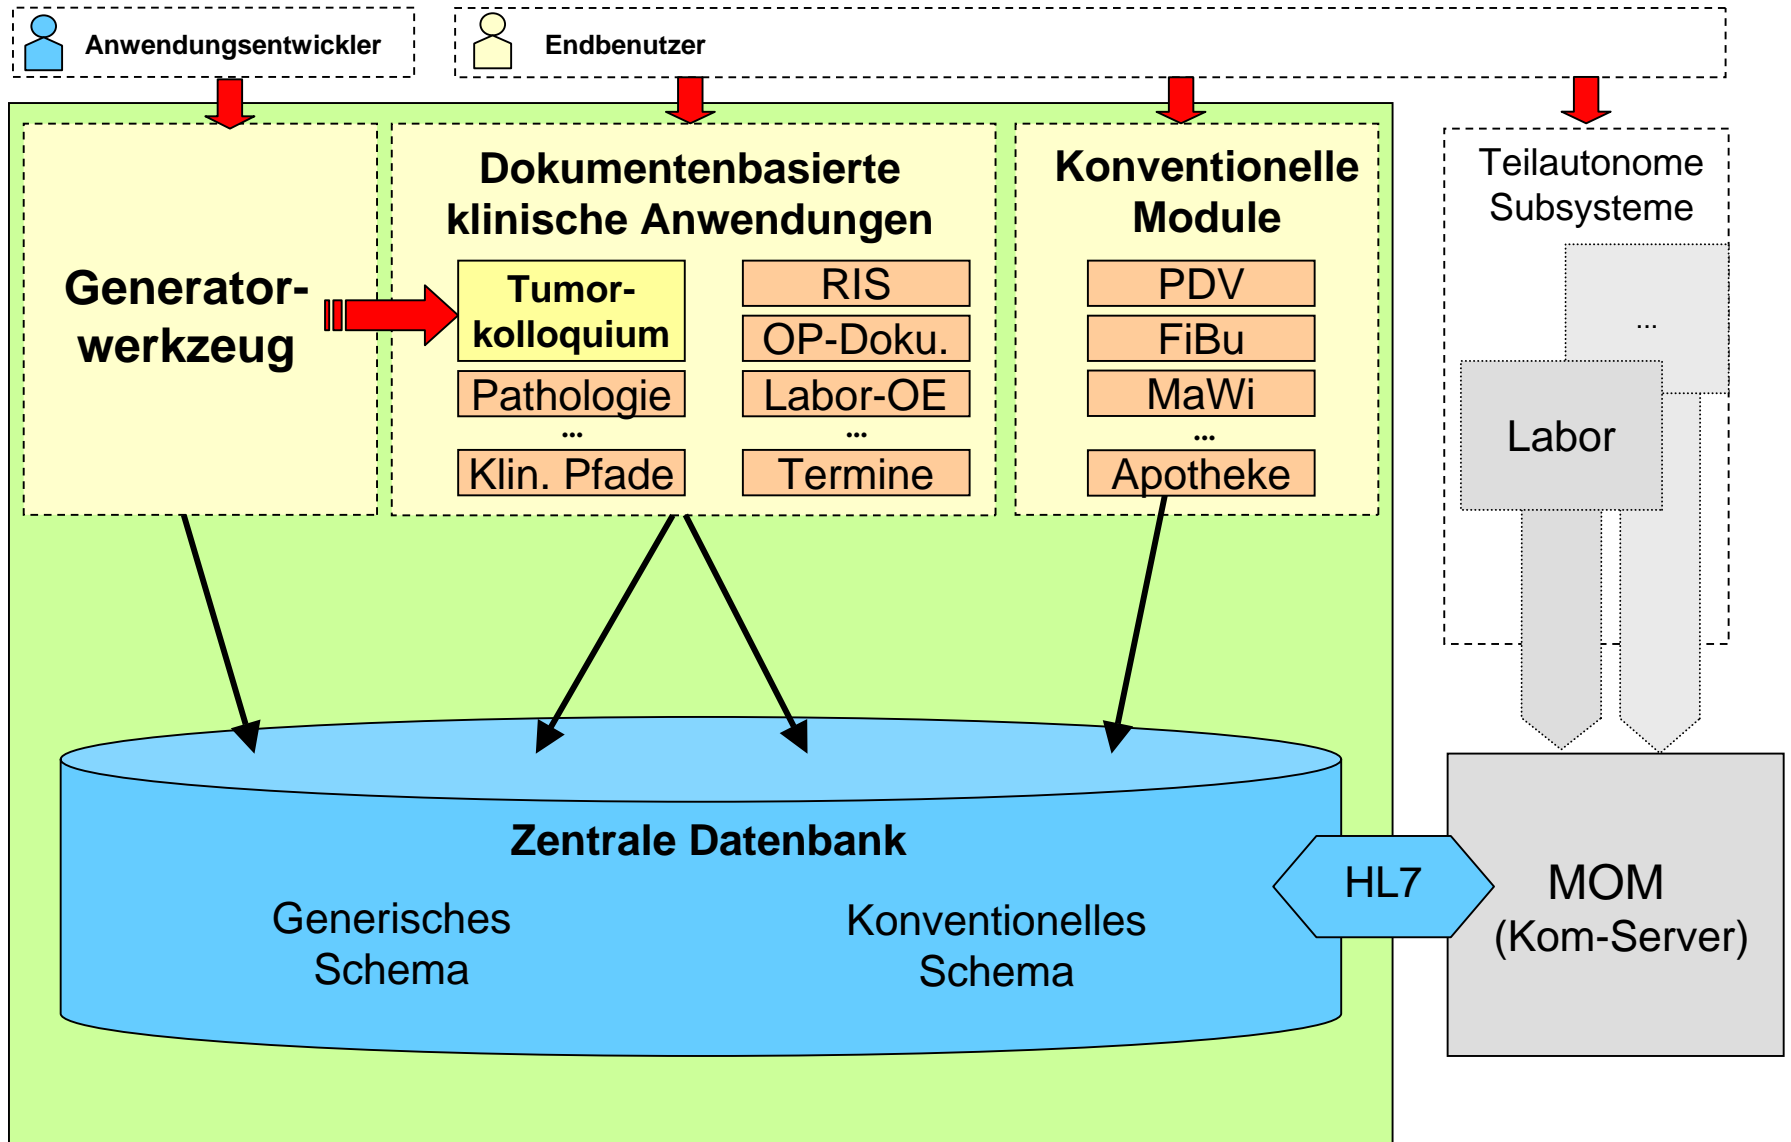 Anwendungsentwickler
Endbenutzer
Generator-
werkzeug
Dokumentenbasierte
klinische Anwendungen
Tumor-
kolloquium
Pathologie
...
Klin. Pfade
RIS
OP-Doku.
Labor-OE
...
Termine
Konventionelle
Module
PDV
FiBu
MaWi
...
Apotheke
Teilautonome
Subsysteme
...
Labor
Zentrale Datenbank
Generisches
Schema
Konventionelles
Schema
HL7
MOM
(Kom-Server)